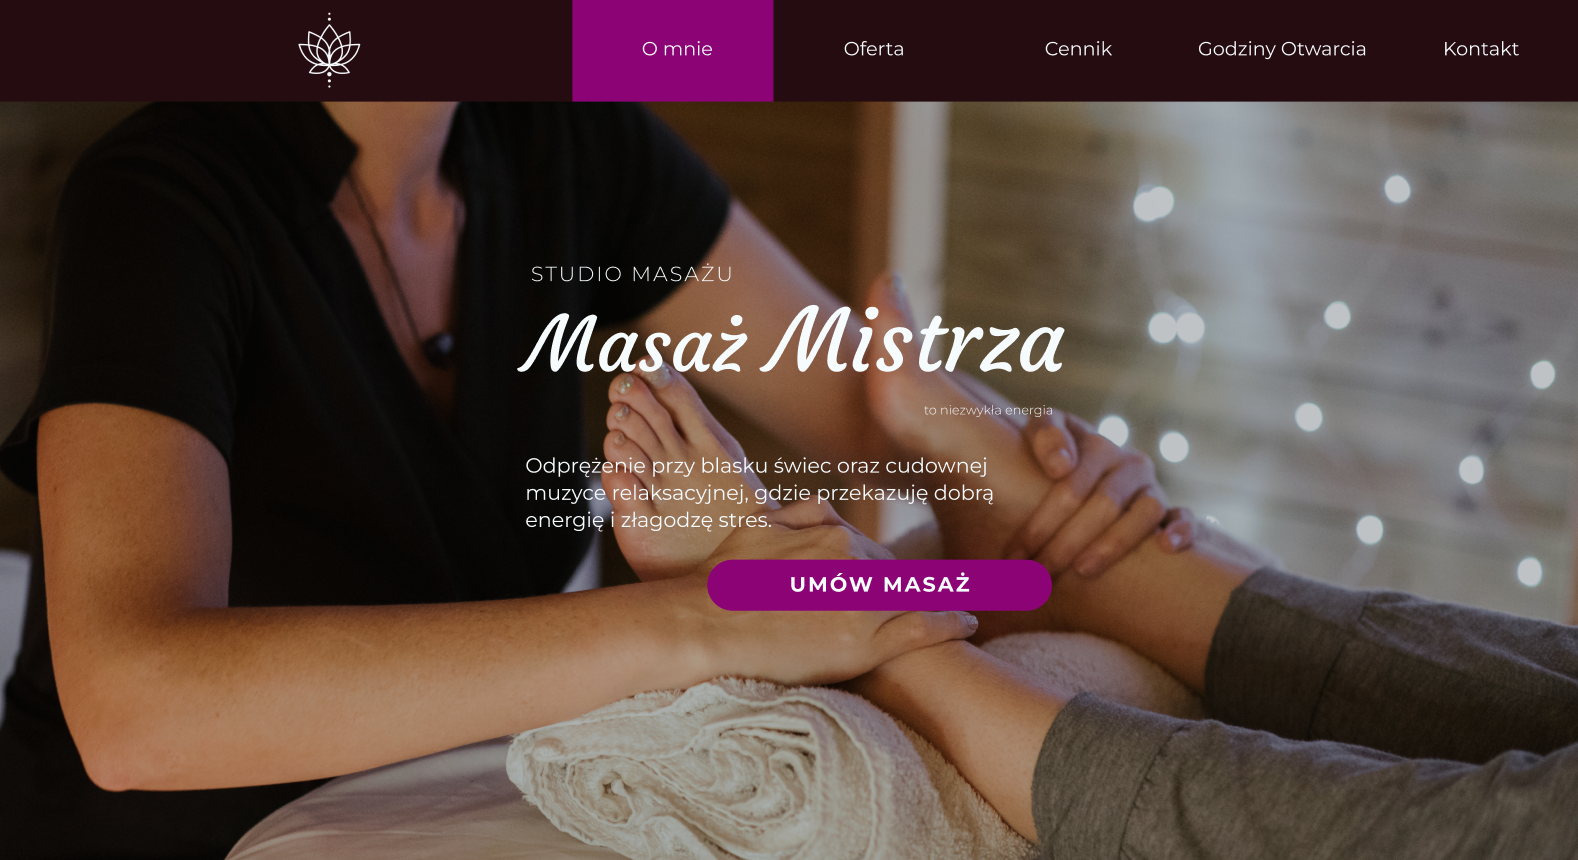 O mnie
Oferta
Cennik
Godziny Otwarcia
Kontakt
STUDIO MASAŻU
Masaż Mistrza
to niezwykła energia
Odprężenie przy blasku świec oraz cudownej
muzyce relaksacyjnej, gdzie przekazuję dobrą
energię i złagodzę stres.
UMÓW MASAŻ